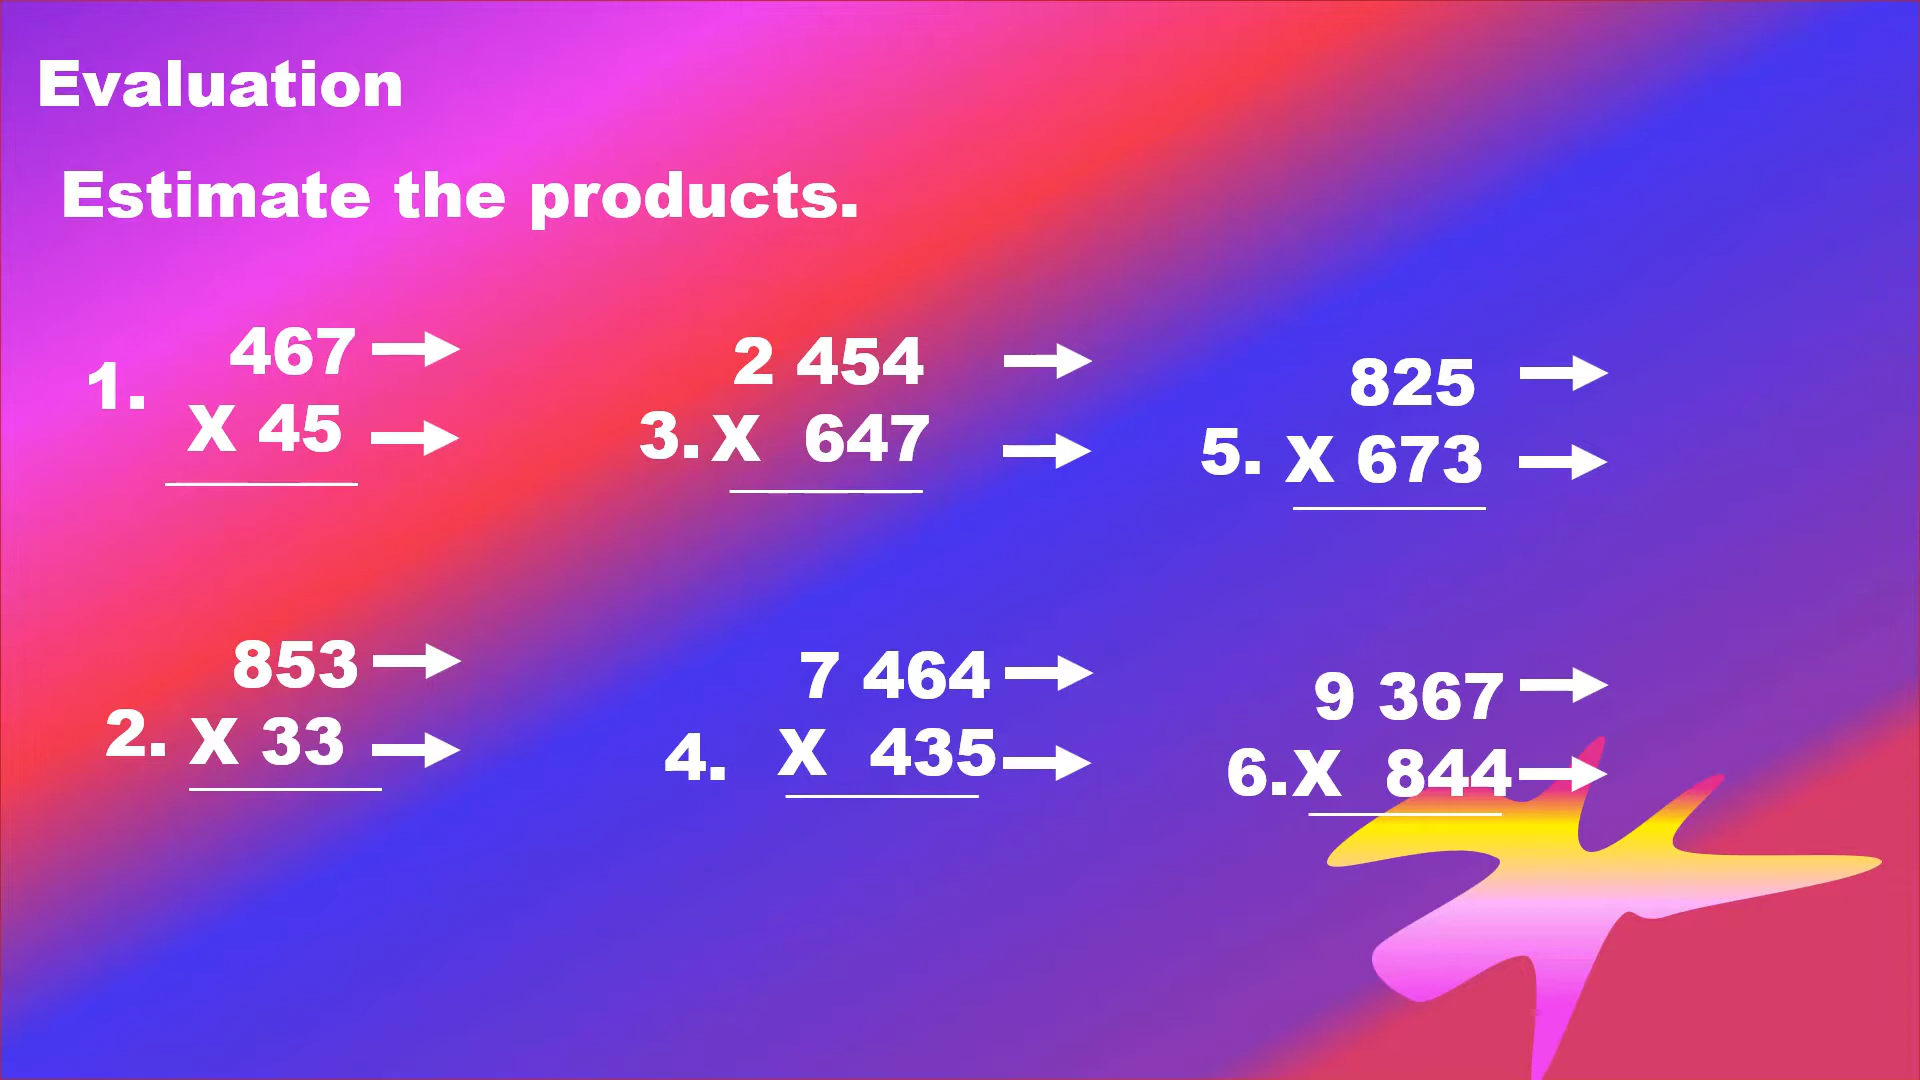 Evaluation
Estimate the products.
1. 467
X 45
2. 853
X 33
3. 2 454
X 647
4. 7 464
X 435
5. 825
X 673
6. 9 367
X 844